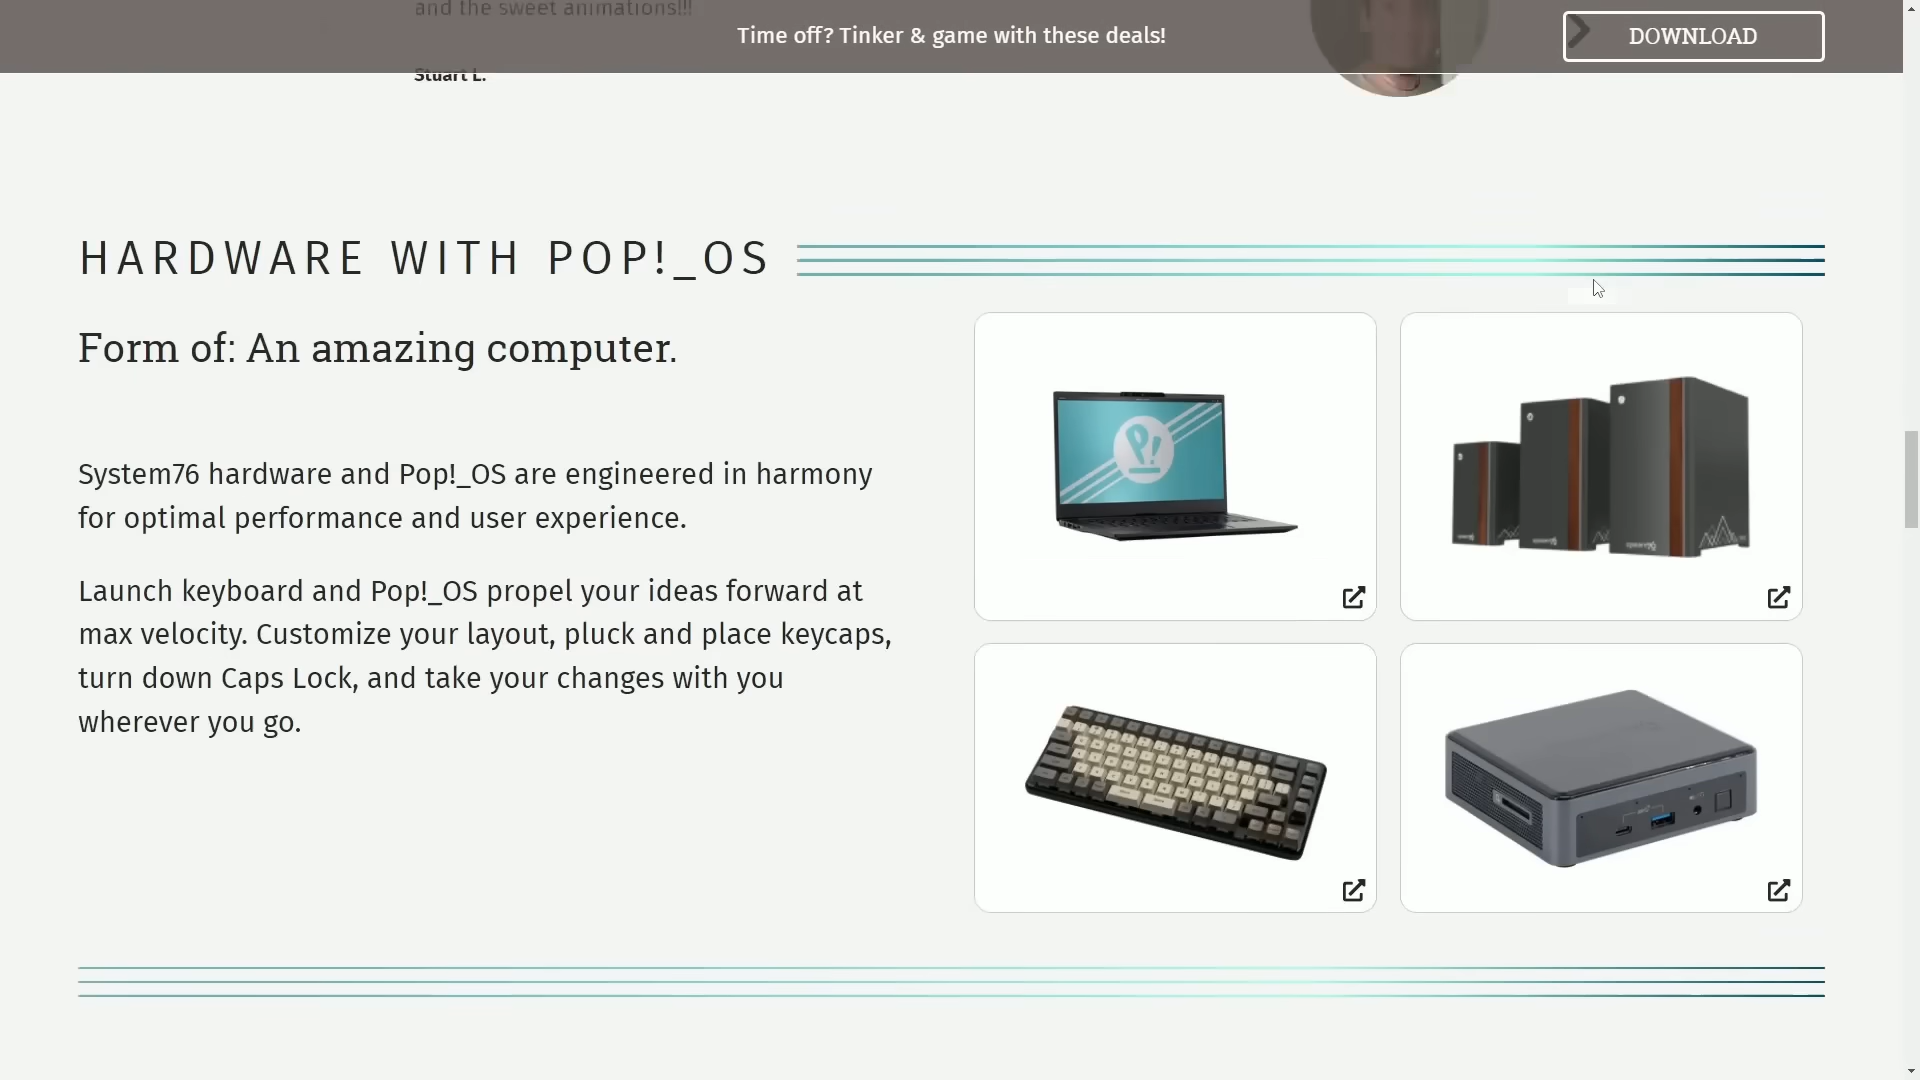 and the sweet animations!!!
Time off? Tinker & game with these deals!
DOWNLOAD
Stuart L.
HARDWARE WITH POP!_OS
Form of: An amazing computer.
System76 hardware and Pop!_OS are engineered in harmony
for optimal performance and user experience.
Launch keyboard and Pop!_OS propel your ideas forward at
max velocity. Customize your layout, pluck and place keycaps,
turn down Caps Lock, and take your changes with you
wherever you go.
P!